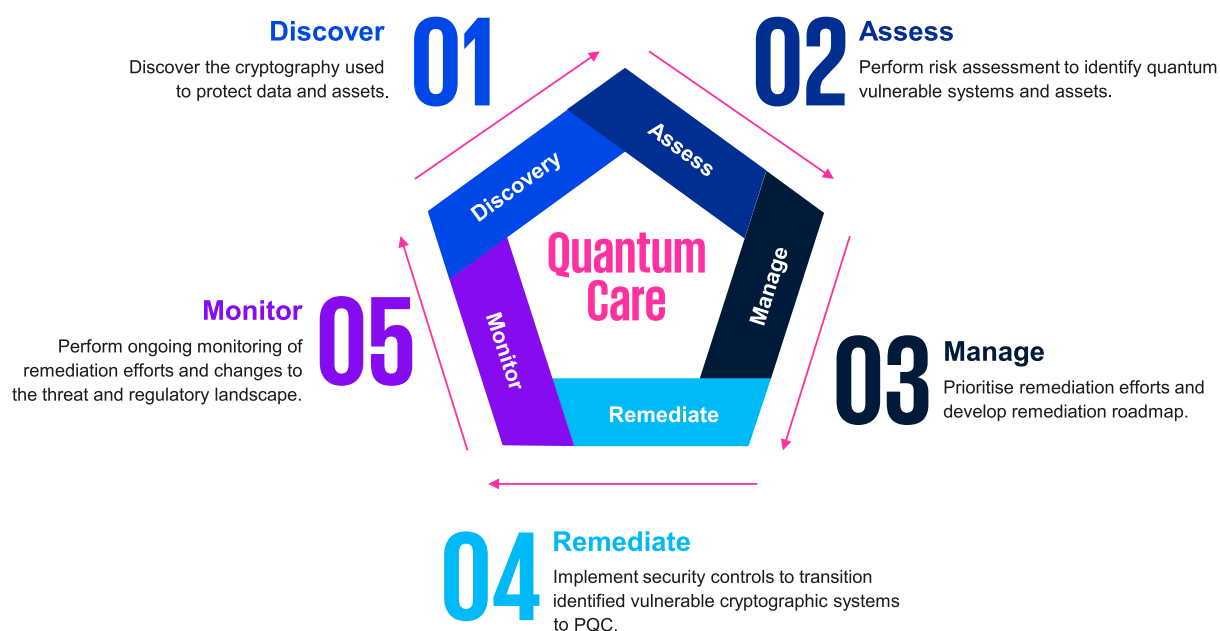 01
Discover
Discover the cryptography used
to protect data and assets.
02
Assess
Perform risk assessment to identify quantum
vulnerable systems and assets.
Discovery
Assess
Manage
Remediate
Monitor
Quantum
Care
03
Manage
Prioritise remediation efforts and
develop remediation roadmap.
04
Remediate
Implement security controls to transition
identified vulnerable cryptographic systems
to PQC.
05
Monitor
Perform ongoing monitoring of
remediation efforts and changes to
the threat and regulatory landscape.